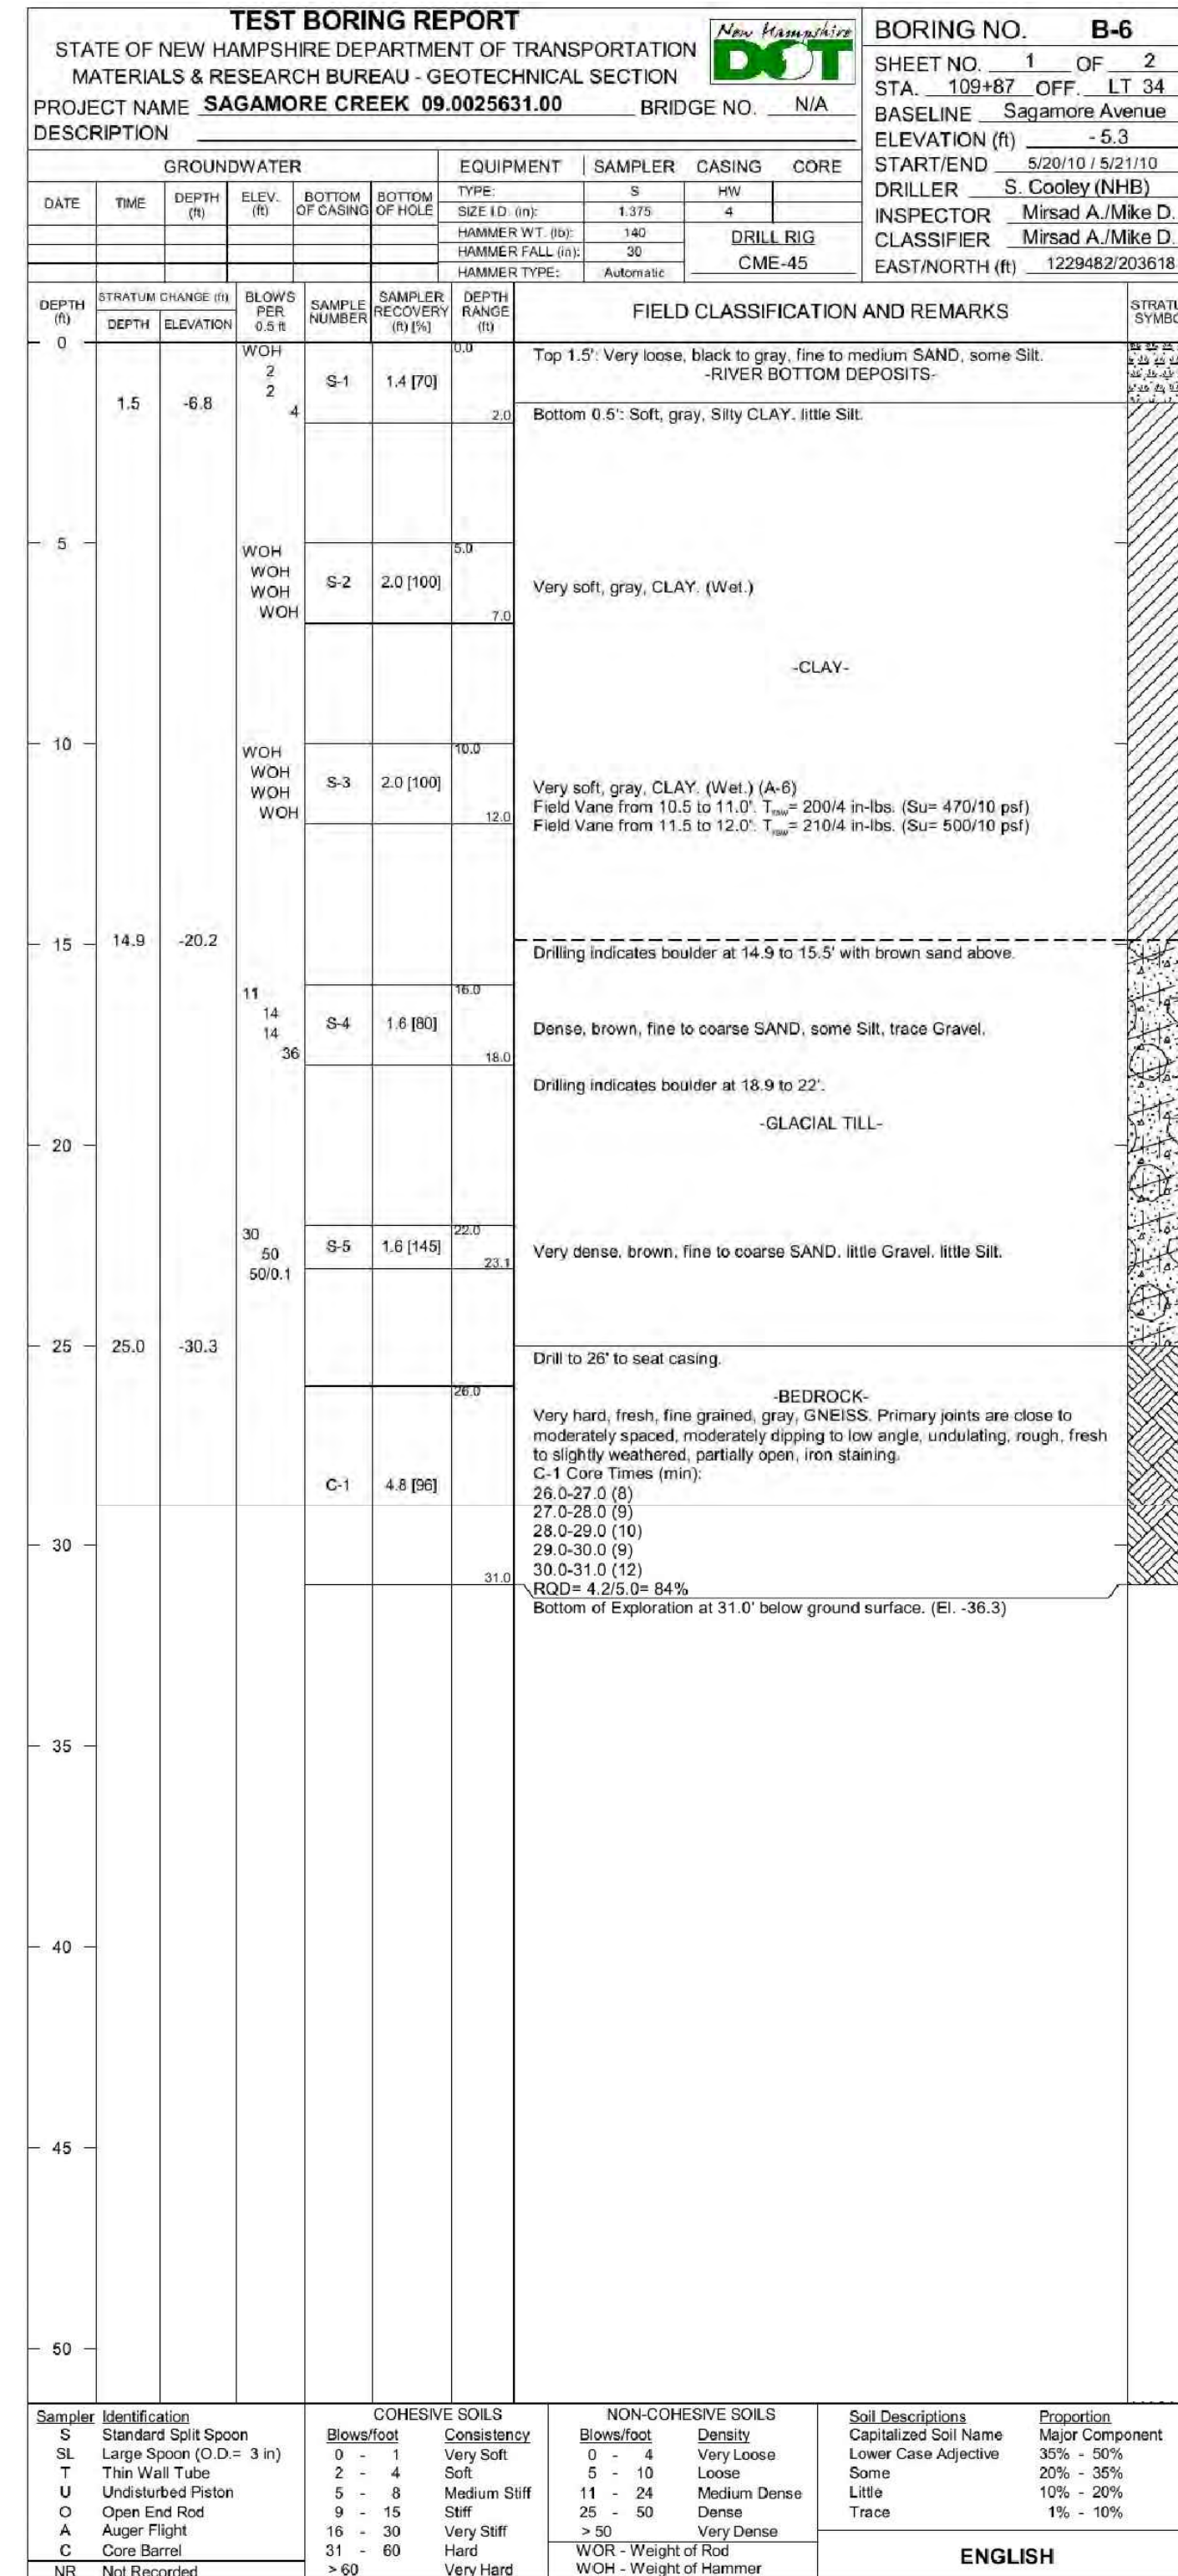 TEST BORING REPORT
STATE OF NEW HAMPSHIRE DEPARTMENT OF TRANSPORTATION
MATERIALS & RESEARCH BUREAU - GEOTECHNICAL SECTION
PROJECT NAME SAGAMORE CREEK 09.0025631.00 BRIDGE NO. N/A
DESCRIPTION
New Hampshire
DOT
BORING NO. B-6
SHEET NO. 1 OF 2
STA. 109+87 OFF. LT 34
BASELINE Sagamore Avenue
ELEVATION (ft) - 5.3
START/END 5/20/10 / 5/21/10
DRILLER S. Cooley (NHB)
INSPECTOR Mirsad A./Mike D.
CLASSIFIER Mirsad A./Mike D.
EAST/NORTH (ft) 1229482/203618
GROUNDWATER
DATE TIME DEPTH (ft) ELEV. (ft) BOTTOM OF CASING BOTTOM OF HOLE
EQUIPMENT SAMPLER CASING CORE
TYPE: S HW
SIZE I.D. (in): 1.375 4
HAMMER WT. (lb): 140 DRILL RIG
HAMMER FALL (in): 30 CME-45
HAMMER TYPE: Automatic
DEPTH (ft) STRATUM CHANGE (ft) DEPTH ELEVATION BLOWS PER 0.5 ft SAMPLE NUMBER SAMPLER RECOVERY (ft) [%] DEPTH RANGE (ft) FIELD CLASSIFICATION AND REMARKS STRATU SYMBO
0 WOH 0.0 Top 1.5': Very loose, black to gray, fine to medium SAND, some Silt.
2 S-1 1.4 [70] -RIVER BOTTOM DEPOSITS-
2
1.5 -6.8 4 2.0 Bottom 0.5': Soft, gray, Silty CLAY. little Silt.
5 WOH 5.0
WOH S-2 2.0 [100] Very soft, gray, CLAY. (Wet.)
WOH
WOH 7.0
-CLAY-
10 WOH 10.0
WOH S-3 2.0 [100] Very soft, gray, CLAY. (Wet.) (A-6)
WOH Field Vane from 10.5 to 11.0'. Traw= 200/4 in-lbs. (Su= 470/10 psf)
WOH 12.0 Field Vane from 11.5 to 12.0'. Traw= 210/4 in-lbs. (Su= 500/10 psf)
15 14.9 -20.2 Drilling indicates boulder at 14.9 to 15.5' with brown sand above.
11 16.0
14 S-4 1.6 [80] Dense, brown, fine to coarse SAND, some Silt, trace Gravel.
14
36 18.0
Drilling indicates boulder at 18.9 to 22'.
-GLACIAL TILL-
20
30 22.0
50 S-5 1.6 [145] Very dense, brown, fine to coarse SAND. little Gravel. little Silt.
50/0.1 23.1
25 25.0 -30.3 Drill to 26' to seat casing.
26.0 -BEDROCK-
Very hard, fresh, fine grained, gray, GNEISS. Primary joints are close to
moderately spaced, moderately dipping to low angle, undulating, rough, fresh
to slightly weathered, partially open, iron staining.
C-1 4.8 [96] C-1 Core Times (min):
26.0-27.0 (8)
27.0-28.0 (9)
28.0-29.0 (10)
30 29.0-30.0 (9)
31.0 30.0-31.0 (12)
RQD= 4.2/5.0= 84%
Bottom of Exploration at 31.0' below ground surface. (El. -36.3)
35
40
45
50
Sampler Identification
S Standard Split Spoon
SL Large Spoon (O.D.= 3 in)
T Thin Wall Tube
U Undisturbed Piston
O Open End Rod
A Auger Flight
C Core Barrel
NR Not Recorded
COHESIVE SOILS
Blows/foot Consistency
0 - 1 Very Soft
2 - 4 Soft
5 - 8 Medium Stiff
9 - 15 Stiff
16 - 30 Very Stiff
31 - 60 Hard
> 60 Very Hard
NON-COHESIVE SOILS
Blows/foot Density
0 - 4 Very Loose
5 - 10 Loose
11 - 24 Medium Dense
25 - 50 Dense
> 50 Very Dense
WOR - Weight of Rod
WOH - Weight of Hammer
Soil Descriptions Proportion
Capitalized Soil Name Major Component
Lower Case Adjective 35% - 50%
Some 20% - 35%
Little 10% - 20%
Trace 1% - 10%
ENGLISH